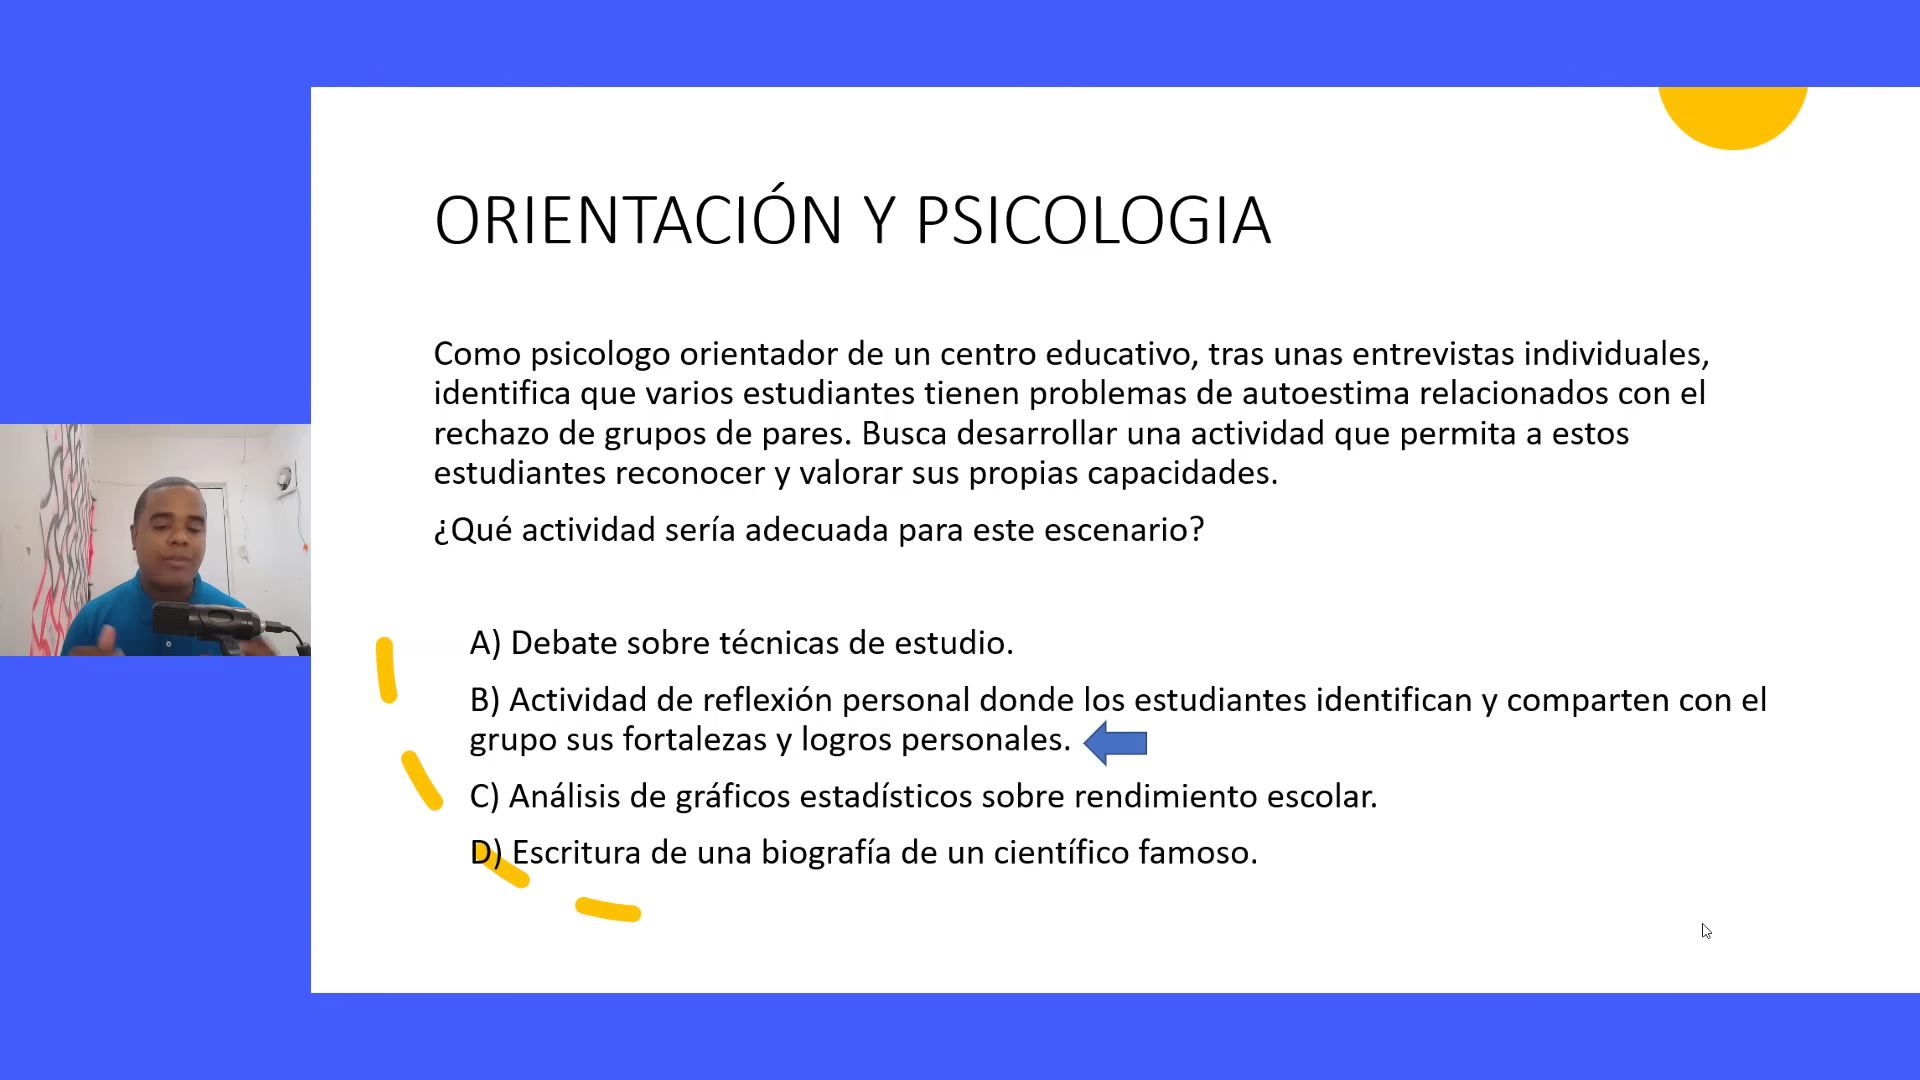 ORIENTACIÓN Y PSICOLOGIA
Como psicologo orientador de un centro educativo, tras unas entrevistas individuales,
identifica que varios estudiantes tienen problemas de autoestima relacionados con el
rechazo de grupos de pares. Busca desarrollar una actividad que permita a estos
estudiantes reconocer y valorar sus propias capacidades.
¿Qué actividad sería adecuada para este escenario?
A) Debate sobre técnicas de estudio.
B) Actividad de reflexión personal donde los estudiantes identifican y comparten con el
grupo sus fortalezas y logros personales.
C) Análisis de gráficos estadísticos sobre rendimiento escolar.
D) Escritura de una biografía de un científico famoso.